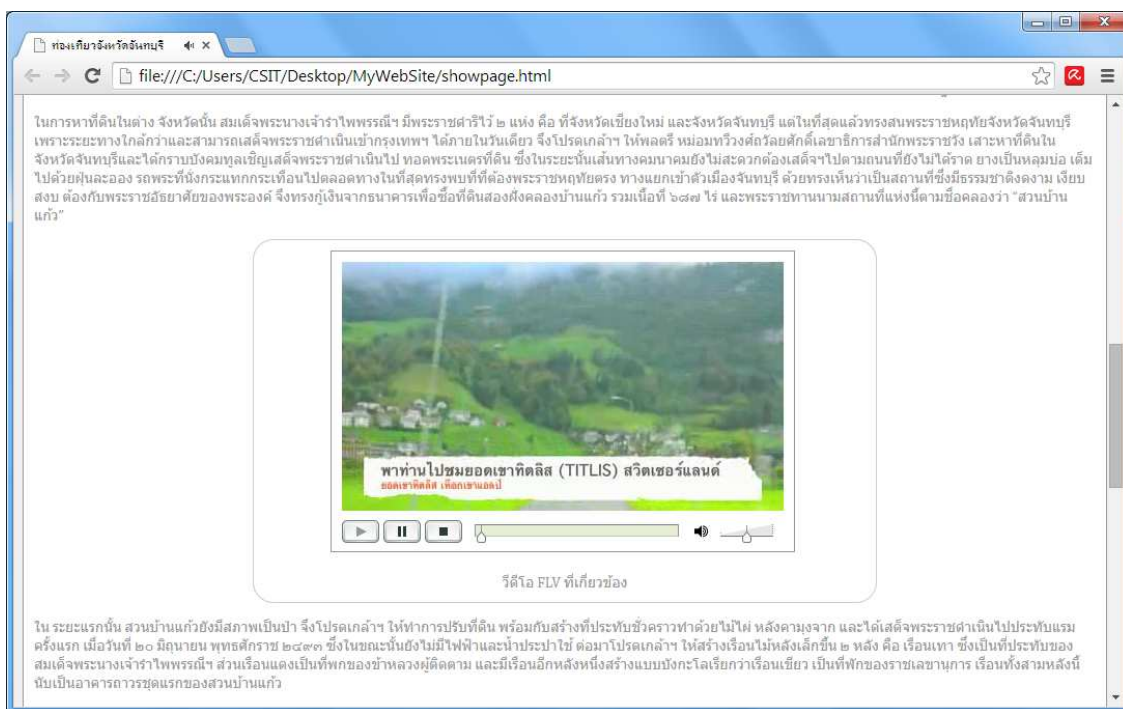 ท่องเที่ยวจังหวัดจันทบุรี
file:///C:/Users/CSIT/Desktop/MyWebSite/showpage.html
ในการหาที่ดินในต่าง จังหวัดนั้น สมเด็จพระนางเจ้ารำไพพรรณีฯ มีพระราชดำริไว้ ๒ แห่ง คือ ที่จังหวัดเชียงใหม่ และจังหวัดจันทบุรี แต่ในที่สุดแล้วทรงสนพระราชหฤทัยจังหวัดจันทบุรี
เพราะระยะทางใกล้กว่าและสามารถเสด็จพระราชดำเนินเข้ากรุงเทพฯ ได้ภายในวันเดียว จึงโปรดเกล้าฯ ให้พลตรี หม่อมทวีวงศ์ถวัลยศักดิ์เลขาธิการสำนักพระราชวัง เสาะหาที่ดินใน
จังหวัดจันทบุรีและได้กราบบังคมทูลเชิญเสด็จพระราชดำเนินไป ทอดพระเนตรที่ดิน ซึ่งในระยะนั้นเส้นทางคมนาคมยังไม่สะดวกต้องเสด็จฯไปตามถนนที่ยังไม่ได้ราด ยางเป็นหลุมบ่อ เต็ม
ไปด้วยฝุ่นละออง รถพระที่นั่งกระแทกกระเทือนไปตลอดทางในที่สุดทรงพบที่ที่ต้องพระราชหฤทัยตรง ทางแยกเข้าตัวเมืองจันทบุรี ด้วยทรงเห็นว่าเป็นสถานที่ซึ่งมีธรรมชาติงดงาม เงียบ
สงบ ต้องกับพระราชอัธยาศัยของพระองค์ จึงทรงกู้เงินจากธนาคารเพื่อซื้อที่ดินสองฝั่งคลองบ้านแก้ว รวมเนื้อที่ ๖๘๗ ไร่ และพระราชทานนามสถานที่แห่งนี้ตามชื่อคลองว่า “สวนบ้าน
แก้ว”
พาท่านไปชมยอดเขาทิตลิส (TITLIS) สวิตเซอร์แลนด์
ยอดเขาทิตลิส เทือกเขาแอลป์
วีดีโอ FLV ที่เกี่ยวข้อง
ใน ระยะแรกนั้น สวนบ้านแก้วยังมีสภาพเป็นป่า จึงโปรดเกล้าฯ ให้ทำการปรับที่ดิน พร้อมกับสร้างที่ประทับชั่วคราวทำด้วยไม้ไผ่ หลังคามุงจาก และได้เสด็จพระราชดำเนินไปประทับแรม
ครั้งแรก เมื่อวันที่ ๒๐ มิถุนายน พุทธศักราช ๒๔๙๓ ซึ่งในขณะนั้นยังไม่มีไฟฟ้าและน้ำประปาใช้ ต่อมาโปรดเกล้าฯ ให้สร้างเรือนไม้หลังเล็กขึ้น ๒ หลัง คือ เรือนเทา ซึ่งเป็นที่ประทับของ
สมเด็จพระนางเจ้ารำไพพรรณีฯ ส่วนเรือนแดงเป็นที่พกของข้าหลวงผู้ติดตาม และมีเรือนอีกหลังหนึ่งสร้างแบบบังกะโลเรียกว่าเรือนเขียว เป็นที่พักของราชเลขานุการ เรือนทั้งสามหลังนี้
นับเป็นอาคารถาวรชุดแรกของสวนบ้านแก้ว